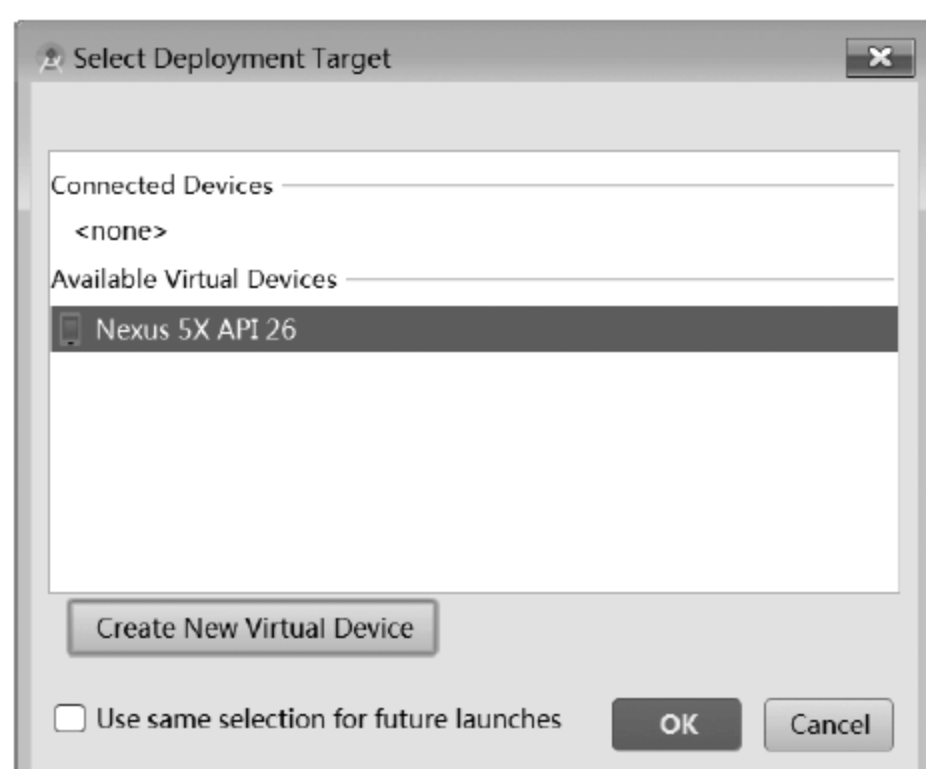 Select Deployment Target
Connected Devices
<none>
Available Virtual Devices
Nexus 5X API 26
Create New Virtual Device
Use same selection for future launches
OK
Cancel